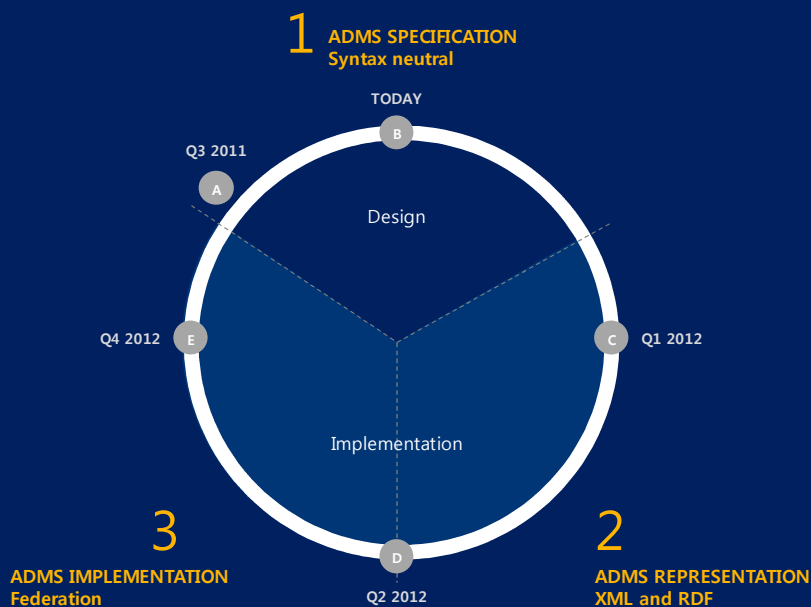 1
ADMS SPECIFICATION
Syntax neutral
TODAY
B
Q3 2011
A
Design
Q4 2012
E
C
Q1 2012
Implementation
3
ADMS IMPLEMENTATION
Federation
D
Q2 2012
2
ADMS REPRESENTATION
XML and RDF